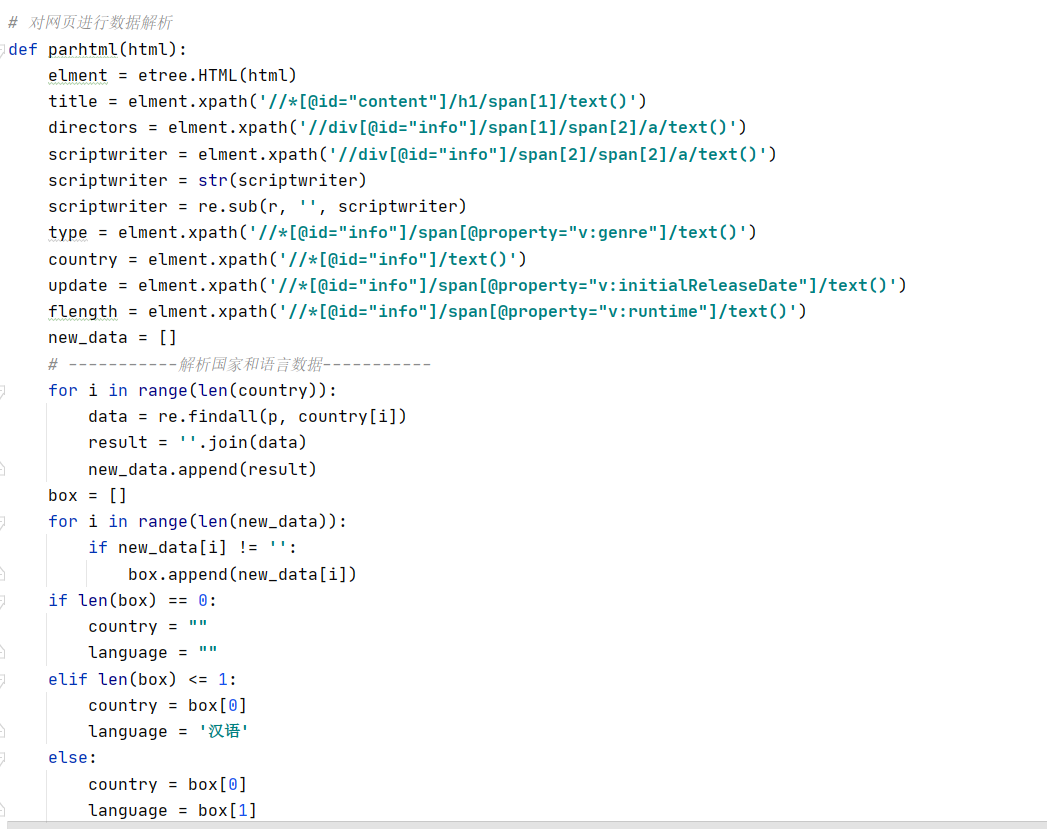 # 对网页进行数据解析
def parhtml(html):
    elment = etree.HTML(html)
    title = elment.xpath('//*[@id="content"]/h1/span[1]/text()')
    directors = elment.xpath('//div[@id="info"]/span[1]/span[2]/a/text()')
    scriptwriter = elment.xpath('//div[@id="info"]/span[2]/span[2]/a/text()')
    scriptwriter = str(scriptwriter)
    scriptwriter = re.sub(r, '', scriptwriter)
    type = elment.xpath('//*[@id="info"]/span[@property="v:genre"]/text()')
    country = elment.xpath('//*[@id="info"]/text()')
    update = elment.xpath('//*[@id="info"]/span[@property="v:initialReleaseDate"]/text()')
    flength = elment.xpath('//*[@id="info"]/span[@property="v:runtime"]/text()')
    new_data = []
    # -----------解析国家和语言数据-----------
    for i in range(len(country)):
        data = re.findall(p, country[i])
        result = ''.join(data)
        new_data.append(result)
    box = []
    for i in range(len(new_data)):
        if new_data[i] != '':
            box.append(new_data[i])
    if len(box) == 0:
        country = ""
        language = ""
    elif len(box) <= 1:
        country = box[0]
        language = '汉语'
    else:
        country = box[0]
        language = box[1]